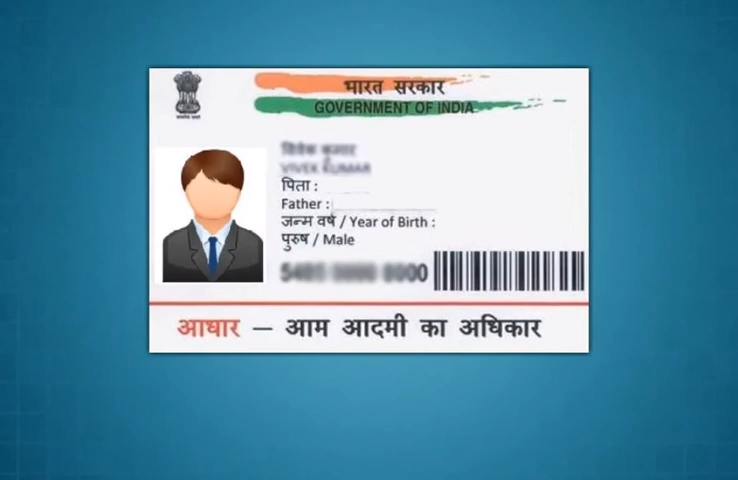 भारत सरकार
GOVERNMENT OF INDIA
पिता :
Father :
जन्म वर्ष / Year of Birth :
पुरुष / Male
आधार — आम आदमी का अधिकार